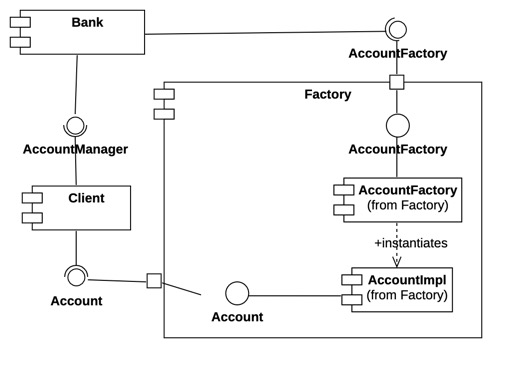 Bank
AccountFactory
Factory
AccountManager
AccountFactory
Client
AccountFactory
(from Factory)
+instantiates
AccountImpl
(from Factory)
Account
Account